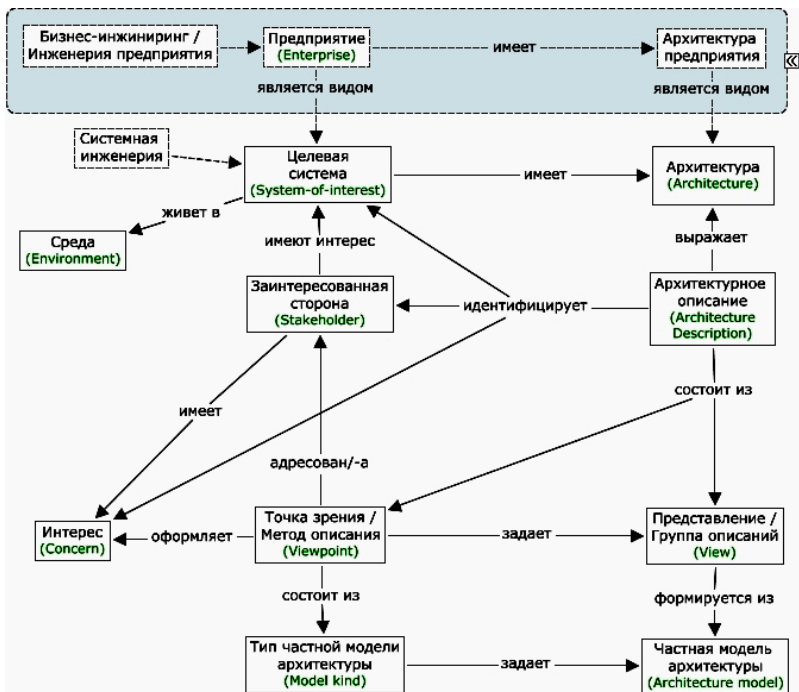 Бизнес-инжиниринг /
Инженерия предприятия
Предприятие
(Enterprise)
имеет
Архитектура
предприятия
«
является видом
является видом
Системная
инженерия
Целевая
система
(System-of-interest)
имеет
Архитектура
(Architecture)
живет в
Среда
(Environment)
имеют интерес
выражает
Заинтересованная
сторона
(Stakeholder)
идентифицирует
Архитектурное
описание
(Architecture
Description)
состоит из
имеет
адресован/-а
Интерес
(Concern)
оформляет
Точка зрения /
Метод описания
(Viewpoint)
задает
Представление /
Группа описаний
(View)
состоит из
формируется из
Тип частной модели
архитектуры
(Model kind)
задает
Частная модель
архитектуры
(Architecture model)